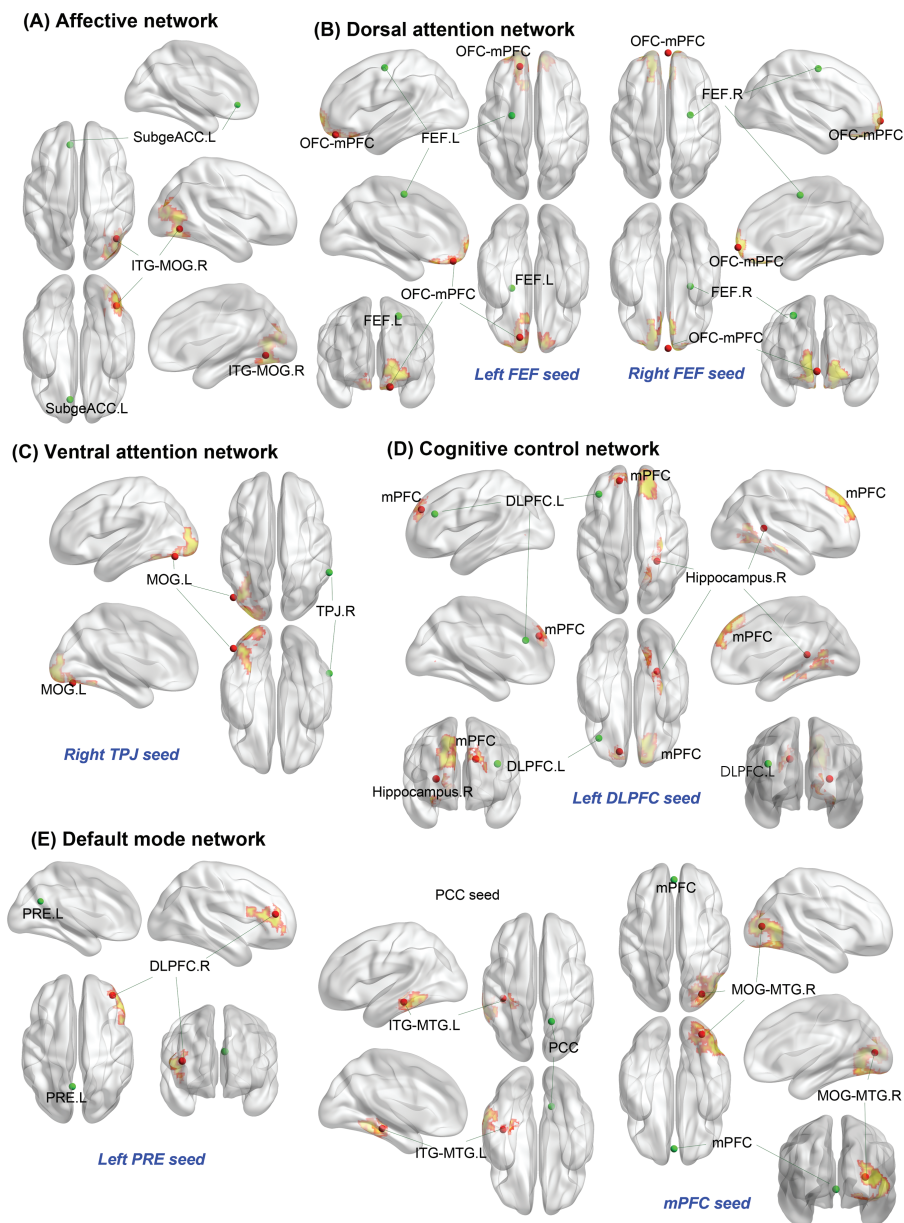 (A) Affective network
SubgeACC.L
ITG-MOG.R
ITG-MOG.R
SubgeACC.L
(B) Dorsal attention network
OFC-mPFC
OFC-mPFC
OFC-mPFC
FEF.L
FEF.R
OFC-mPFC
OFC-mPFC
OFC-mPFC
FEF.L
FEF.R
FEF.L
OFC-mPFC
Left FEF seed
Right FEF seed
(C) Ventral attention network
MOG.L
TPJ.R
MOG.L
Right TPJ seed
(D) Cognitive control network
mPFC
mPFC
DLPFC.L
mPFC
Hippocampus.R
mPFC
mPFC
mPFC
mPFC
DLPFC.L
DLPFC.L
Hippocampus.R
Left DLPFC seed
(E) Default mode network
PRE.L
DLPFC.R
PRE.L
Left PRE seed
PCC seed
ITG-MTG.L
PCC
ITG-MTG.L
mPFC
MOG-MTG.R
MOG-MTG.R
mPFC
mPFC seed